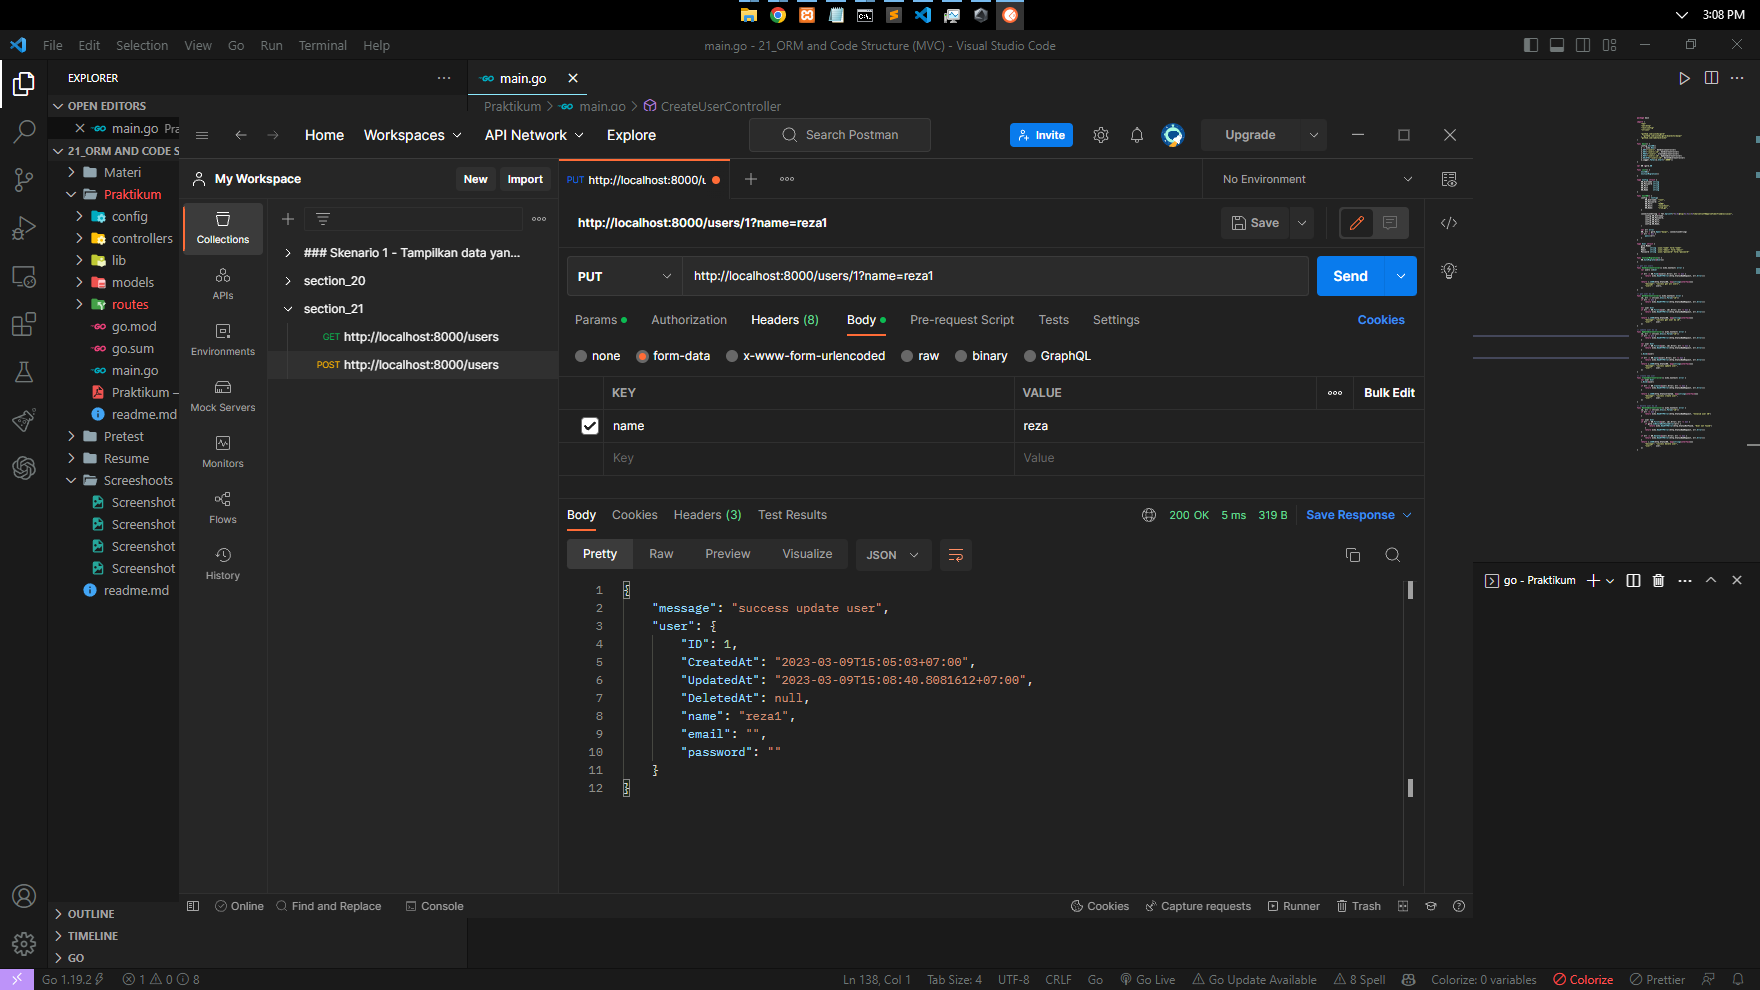 3:08 PM
File Edit Selection View Go Run Terminal Help
main.go - 21_ORM and Code Structure (MVC) - Visual Studio Code
EXPLORER
main.go
OPEN EDITORS
Praktikum > main.go > CreateUserController
main.go Pra
21_ORM AND CODE S
Materi
Praktikum
config
controllers
lib
models
routes
go.mod
go.sum
main.go
Praktikum –
readme.md
Pretest
Resume
Screeshoots
Screenshot
Screenshot
Screenshot
Screenshot
readme.md
OUTLINE
TIMELINE
GO
Home Workspaces API Network Explore
Search Postman
Invite
Upgrade
My Workspace
New Import
PUT http://localhost:8000/u
No Environment
Collections
APIs
Environments
Mock Servers
Monitors
Flows
History
### Skenario 1 - Tampilkan data yan...
section_20
section_21
GET http://localhost:8000/users
POST http://localhost:8000/users
http://localhost:8000/users/1?name=reza1
Save
PUT http://localhost:8000/users/1?name=reza1
Send
Params Authorization Headers (8) Body Pre-request Script Tests Settings
Cookies
none form-data x-www-form-urlencoded raw binary GraphQL
KEY VALUE Bulk Edit
name reza
Key Value
Body Cookies Headers (3) Test Results
200 OK 5 ms 319 B Save Response
Pretty Raw Preview Visualize JSON
1 {
2 "message": "success update user",
3 "user": {
4 "ID": 1,
5 "CreatedAt": "2023-03-09T15:05:03+07:00",
6 "UpdatedAt": "2023-03-09T15:08:40.8081612+07:00",
7 "DeletedAt": null,
8 "name": "reza1",
9 "email": "",
10 "password": ""
11 }
12 }
go - Praktikum
Online Find and Replace Console
Cookies Capture requests Runner Trash
Go 1.19.2 1 0 8
Ln 138, Col 1 Tab Size: 4 UTF-8 CRLF Go Go Live Go Update Available 8 Spell Colorize: 0 variables Colorize Prettier